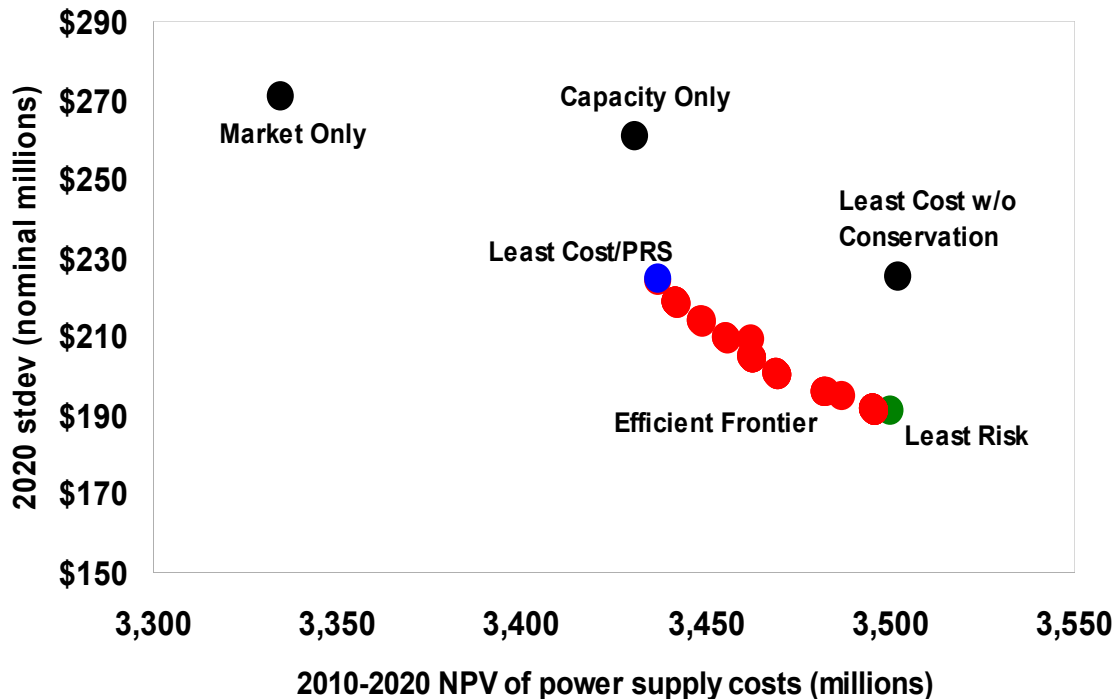 $290
$270
$250
$230
$210
$190
$170
$150
2020 stdev (nominal millions)
Market Only
Capacity Only
Least Cost w/o
Conservation
Least Cost/PRS
Efficient Frontier
Least Risk
3,300
3,350
3,400
3,450
3,500
3,550
2010-2020 NPV of power supply costs (millions)